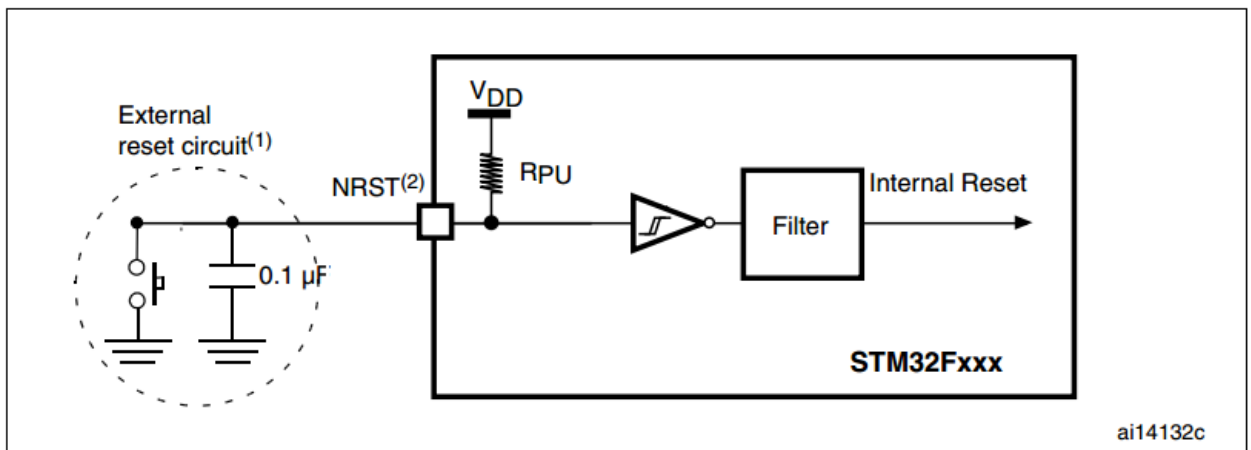 External
reset circuit(1)
NRST(2)
VDD
RPU
0.1 µF
Filter
Internal Reset
STM32Fxxx
ai14132c